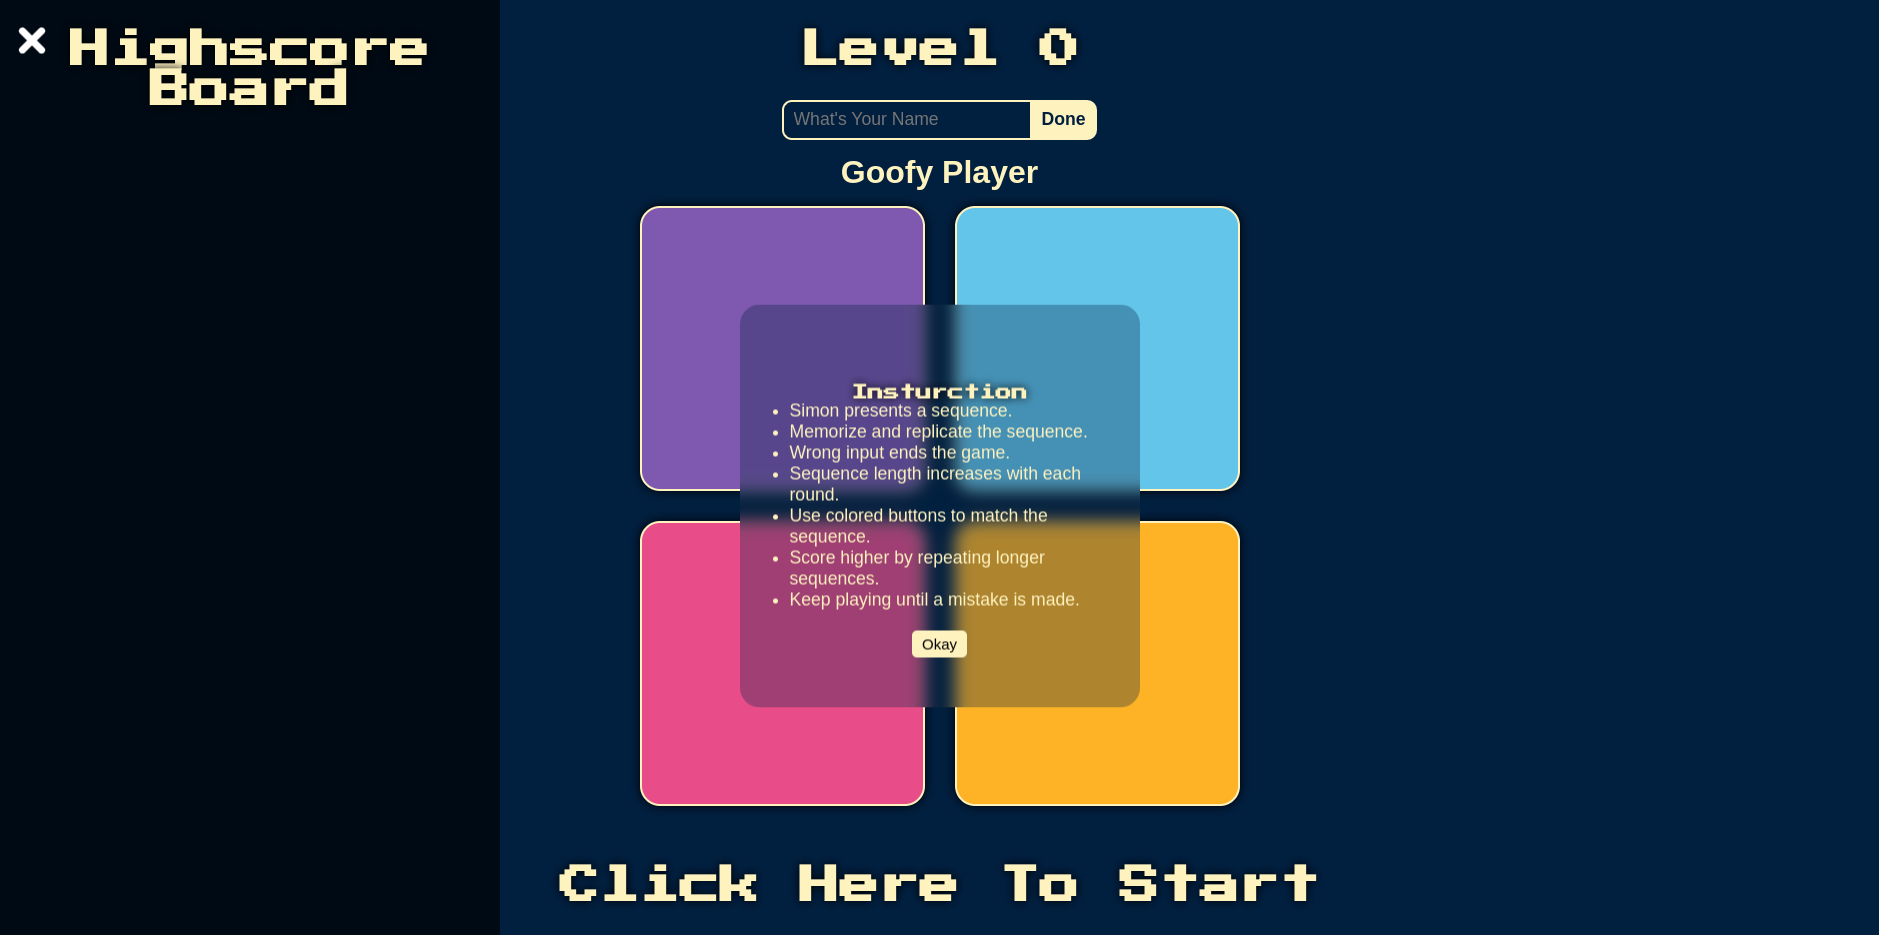 Highscore
Board
Level 0
What's Your Name
Done
Goofy Player
Insturction
• Simon presents a sequence.
• Memorize and replicate the sequence.
• Wrong input ends the game.
• Sequence length increases with each
round.
• Use colored buttons to match the
sequence.
• Score higher by repeating longer
sequences.
• Keep playing until a mistake is made.
Okay
Click Here To Start